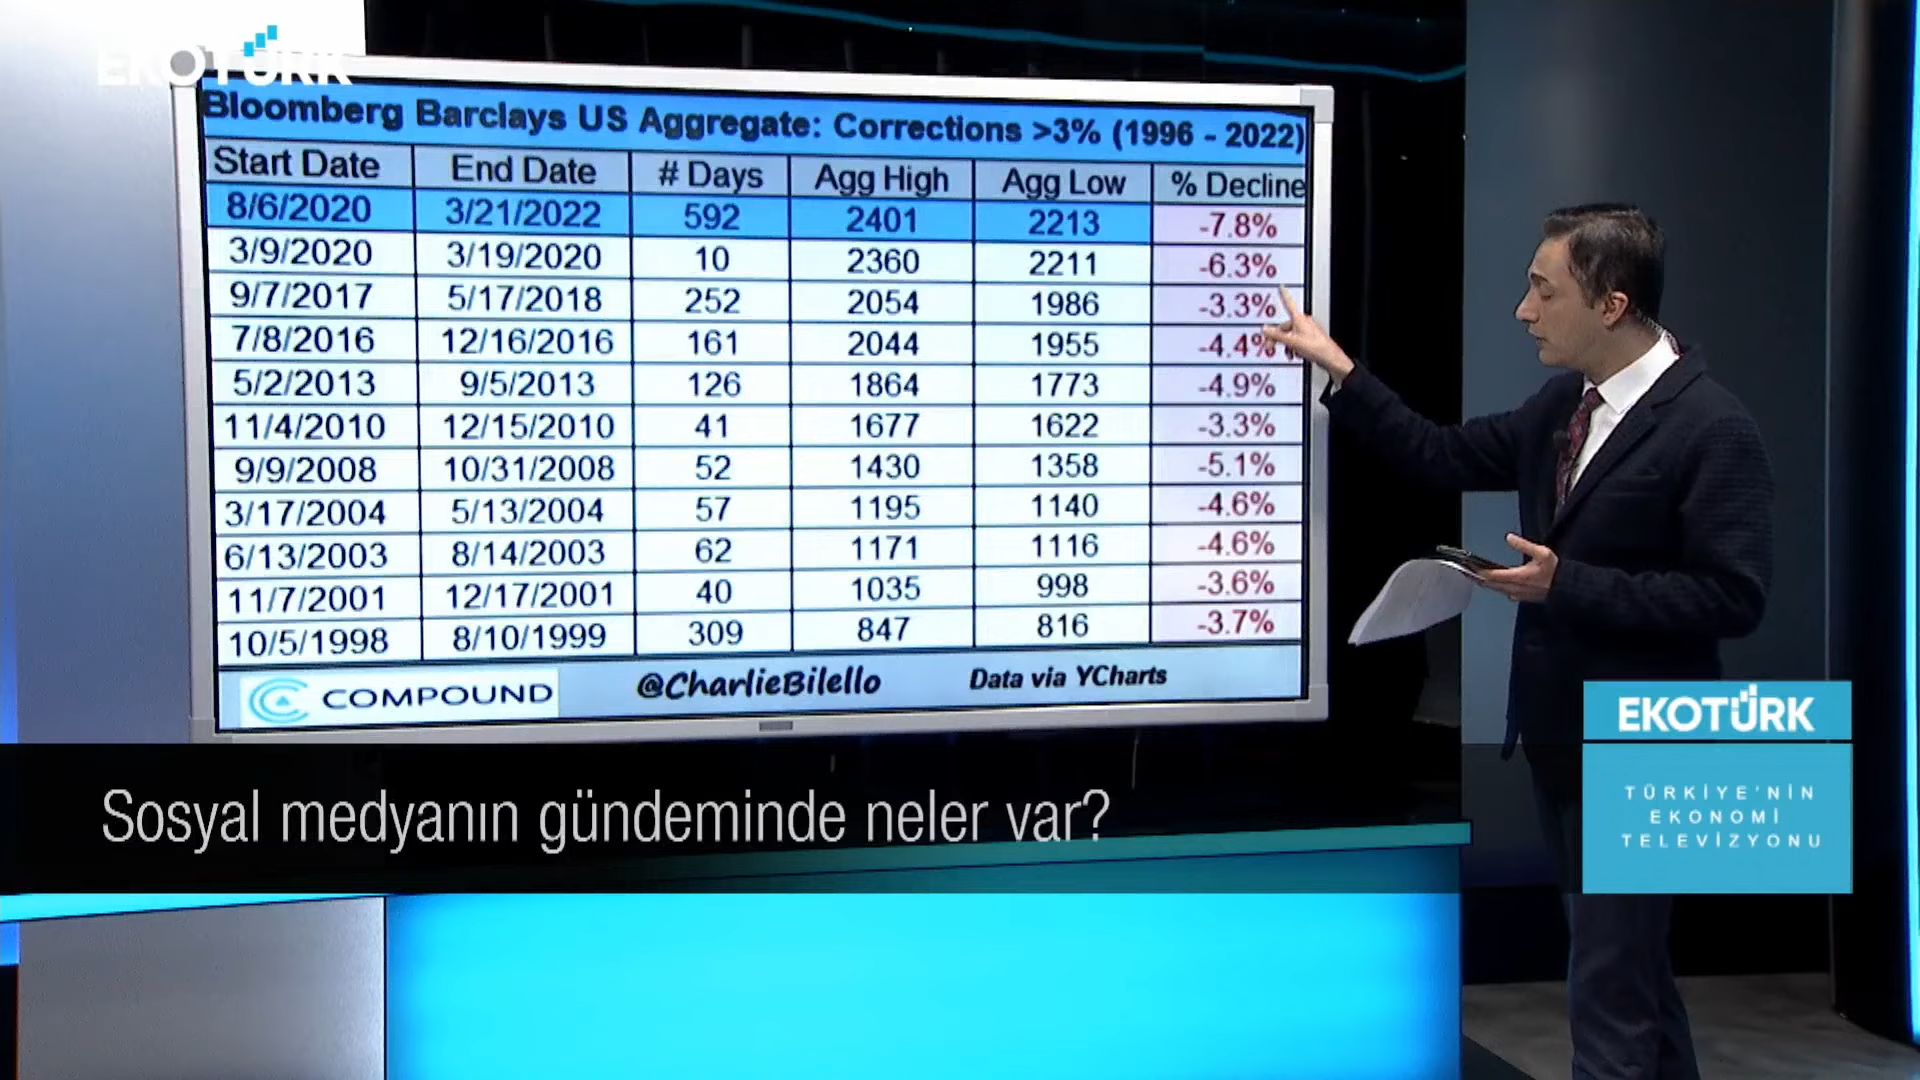 EKOTÜRK
Bloomberg Barclays US Aggregate: Corrections >3% (1996 - 2022)
Start Date End Date # Days Agg High Agg Low % Decline
8/6/2020 3/21/2022 592 2401 2213 -7.8%
3/9/2020 3/19/2020 10 2360 2211 -6.3%
9/7/2017 5/17/2018 252 2054 1986 -3.3%
7/8/2016 12/16/2016 161 2044 1955 -4.4%
5/2/2013 9/5/2013 126 1864 1773 -4.9%
11/4/2010 12/15/2010 41 1677 1622 -3.3%
9/9/2008 10/31/2008 52 1430 1358 -5.1%
3/17/2004 5/13/2004 57 1195 1140 -4.6%
6/13/2003 8/14/2003 62 1171 1116 -4.6%
11/7/2001 12/17/2001 40 1035 998 -3.6%
10/5/1998 8/10/1999 309 847 816 -3.7%
COMPOUND @CharlieBilello Data via YCharts
EKOTÜRK
TÜRKİYE'NİN
EKONOMİ
TELEVİZYONU
Sosyal medyanın gündeminde neler var?